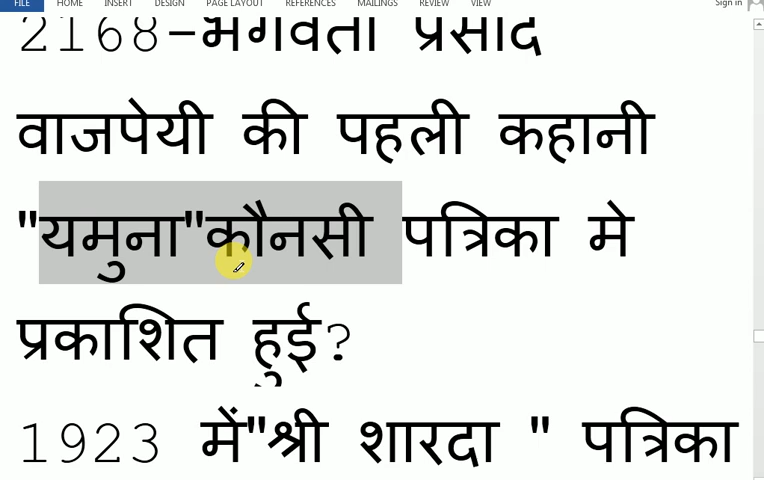 FILE HOME INSERT DESIGN PAGE LAYOUT REFERENCES MAILINGS REVIEW VIEW Sign in
2168-भगवती प्रसाद
वाजपेयी की पहली कहानी
"यमुना"कौनसी पत्रिका मे
प्रकाशित हुई?
1923 में"श्री शारदा " पत्रिका